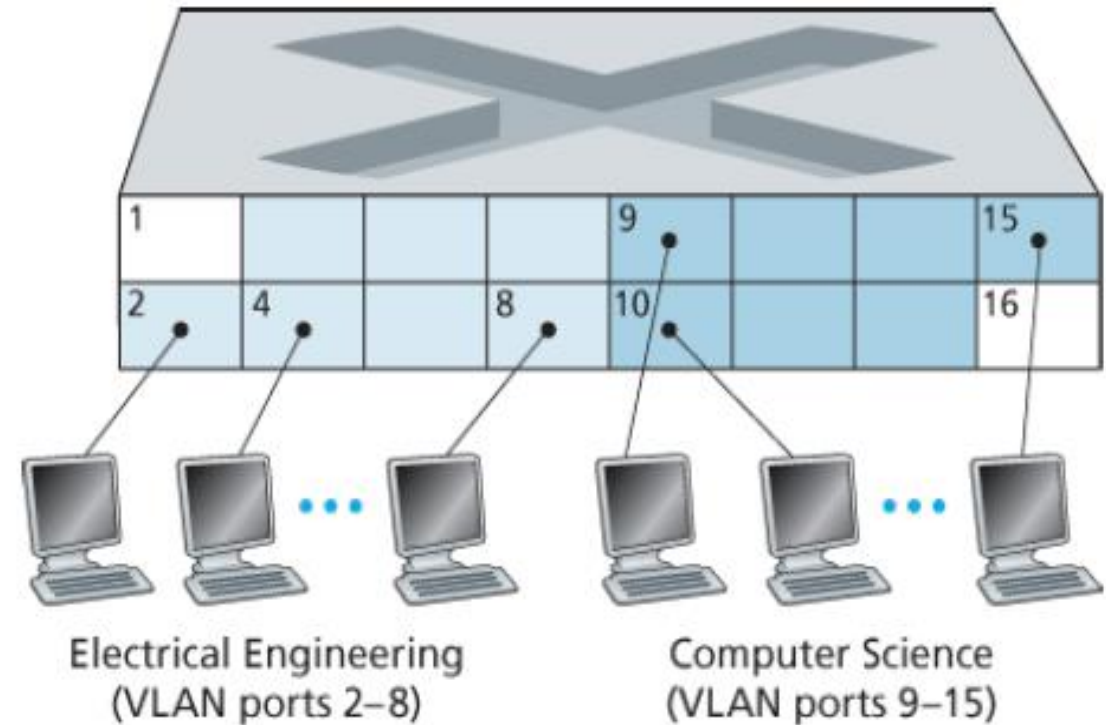 1
9
15
2
4
8
10
16
Electrical Engineering
(VLAN ports 2–8)
Computer Science
(VLAN ports 9–15)